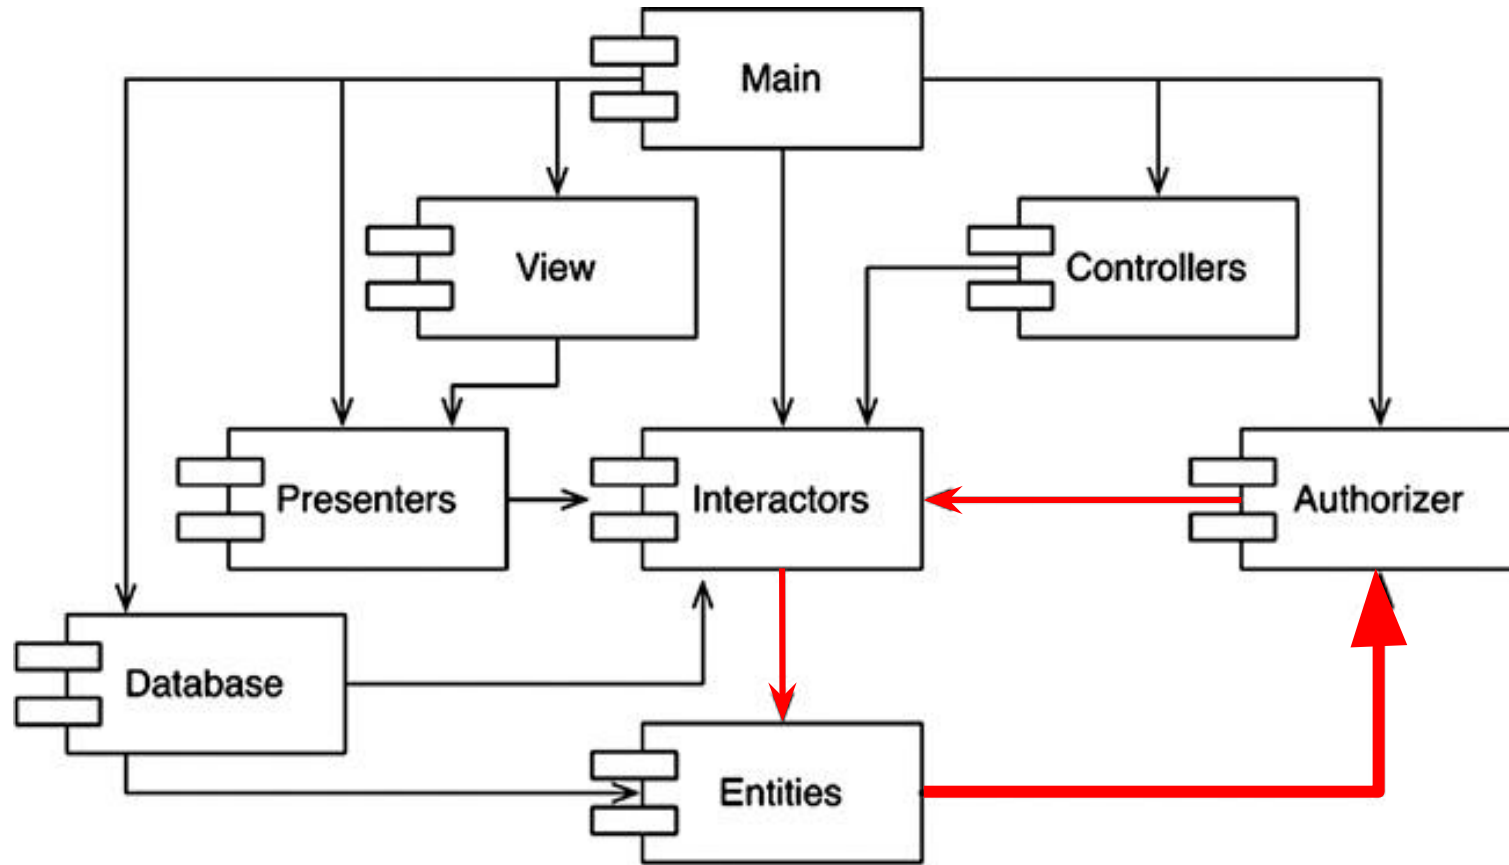 Main
View
Controllers
Presenters
Interactors
Authorizer
Database
Entities